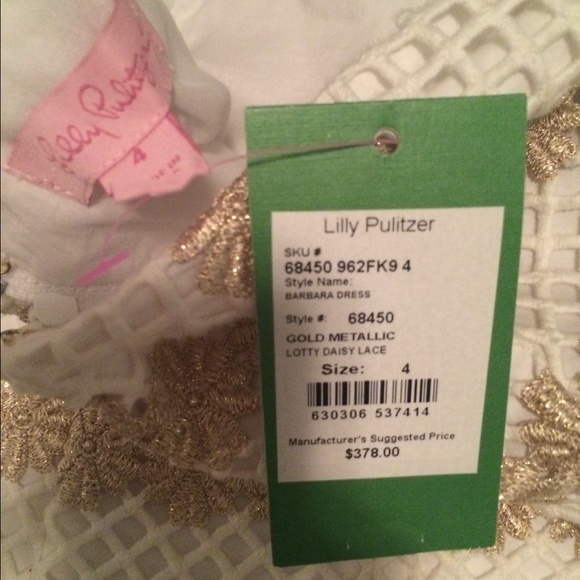 Lilly Pulitzer
4
Lilly Pulitzer
SKU #
68450 962FK9 4
Style Name:
BARBARA DRESS
Style #: 68450
GOLD METALLIC
LOTTY DAISY LACE
Size: 4
630306 537414
Manufacturer's Suggested Price
$378.00